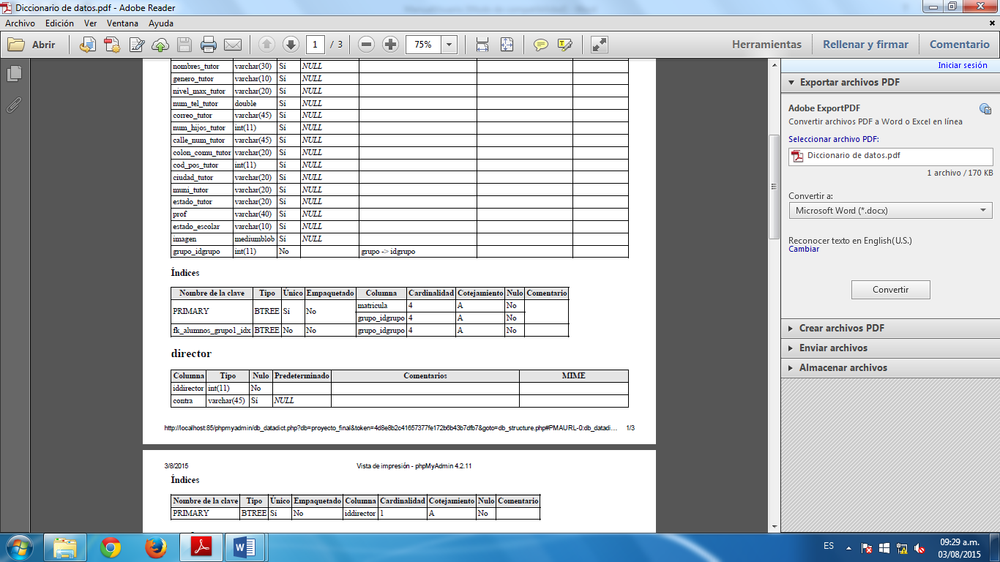 Diccionario de datos.pdf - Adobe Reader
Archivo Edición Ver Ventana Ayuda
Abrir 1 / 3 75% Herramientas Rellenar y firmar Comentario
nombres_tutor varchar(30) Sí NULL
genero_tutor varchar(10) Sí NULL
nivel_max_tutor varchar(20) Sí NULL
num_tel_tutor double Sí NULL
correo_tutor varchar(45) Sí NULL
num_hijos_tutor int(11) Sí NULL
calle_num_tutor varchar(45) Sí NULL
colon_comu_tutor varchar(20) Sí NULL
cod_pos_tutor int(11) Sí NULL
ciudad_tutor varchar(20) Sí NULL
muni_tutor varchar(20) Sí NULL
estado_tutor varchar(20) Sí NULL
prof varchar(40) Sí NULL
estado_escolar varchar(10) Sí NULL
imagen mediumblob Sí NULL
grupo_idgrupo int(11) No grupo -> idgrupo
Índices
Nombre de la clave Tipo Único Empaquetado Columna Cardinalidad Cotejamiento Nulo Comentario
PRIMARY BTREE Sí No matricula 4 A No
grupo_idgrupo 4 A No
fk_alumnos_grupo1_idx BTREE No No grupo_idgrupo 4 A No
director
Columna Tipo Nulo Predeterminado Comentarios MIME
iddirector int(11) No
contra varchar(45) Sí NULL
http://localhost:85/phpmyadmin/db_datadict.php?db=proyecto_final&token=4d8e8b2c41657377fe172b6b43b7dfb7&goto=db_structure.php#PMAURL-0:db_datadi... 1/3
3/8/2015 Vista de impresión - phpMyAdmin 4.2.11
Índices
Nombre de la clave Tipo Único Empaquetado Columna Cardinalidad Cotejamiento Nulo Comentario
PRIMARY BTREE Sí No iddirector 1 A No
Iniciar sesión
Exportar archivos PDF
Adobe ExportPDF
Convertir archivos PDF a Word o Excel en línea
Seleccionar archivo PDF:
Diccionario de datos.pdf
1 archivo / 170 KB
Convertir a:
Microsoft Word (*.docx)
Reconocer texto en English(U.S.)
Cambiar
Convertir
Crear archivos PDF
Enviar archivos
Almacenar archivos
ES
09:29 a.m.
03/08/2015